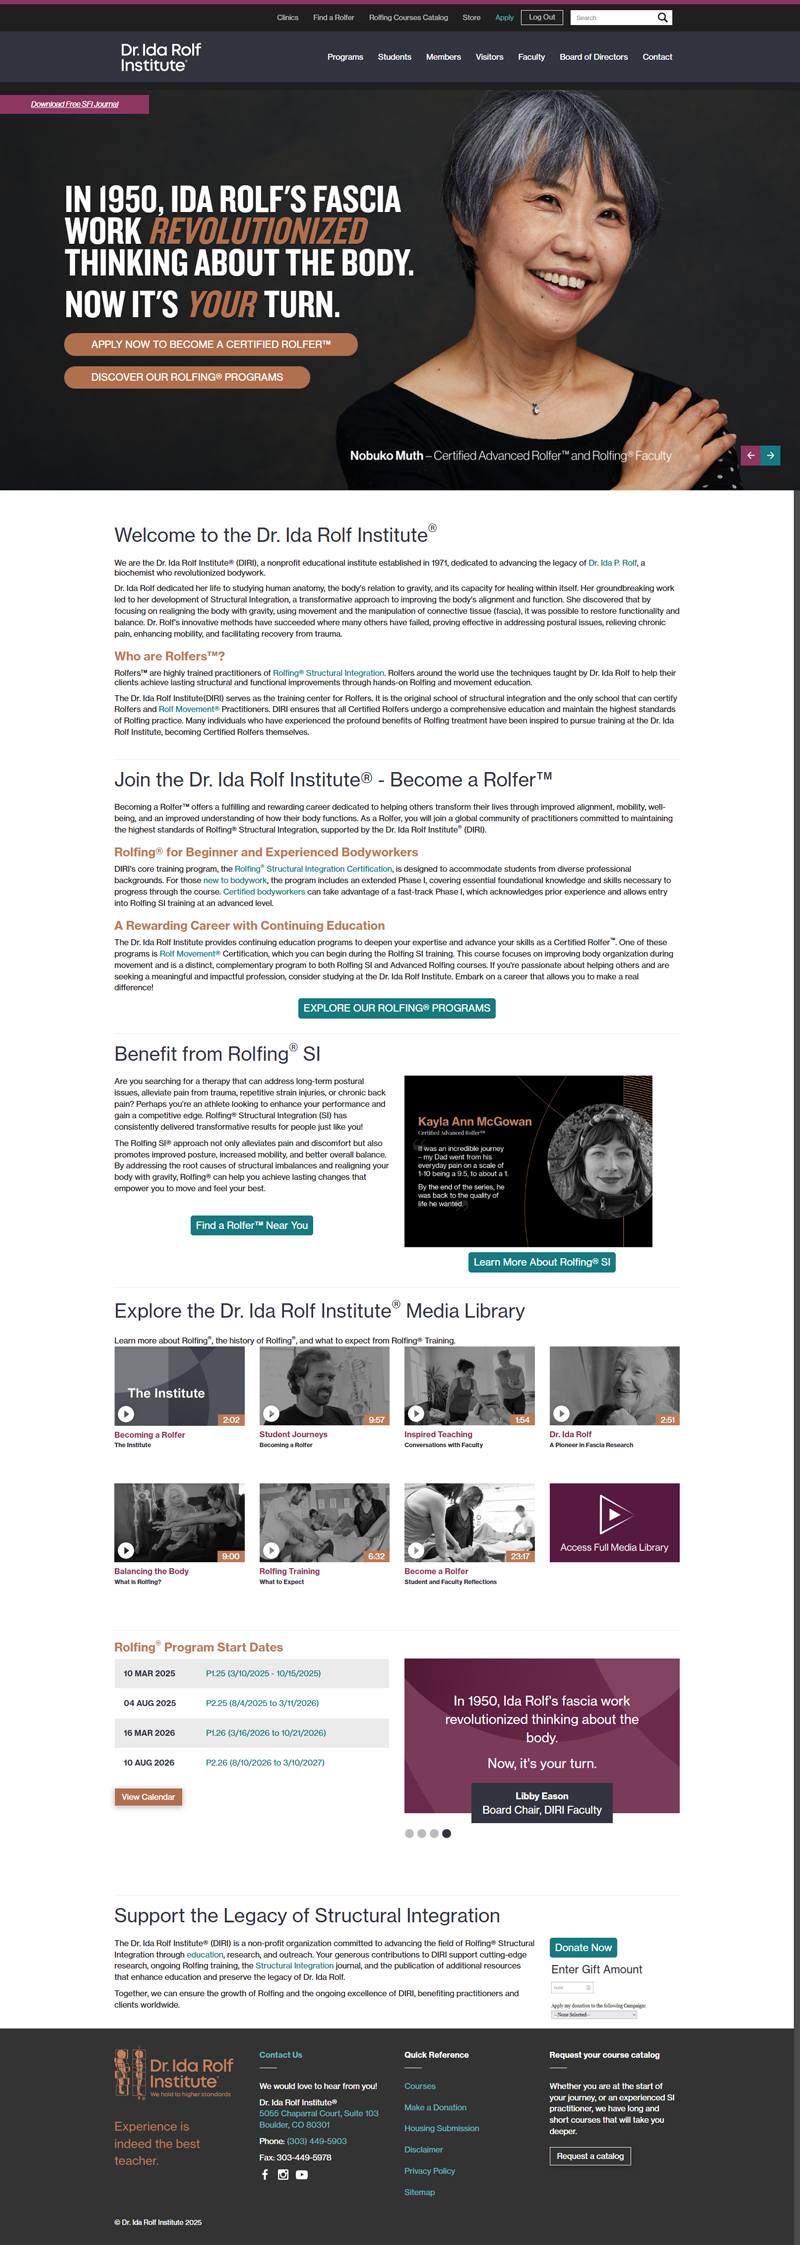 Clinics Find a Rolfer Rolfing Courses Catalog Store Apply Log Out Search
Dr. Ida Rolf
Institute®
Programs Students Members Visitors Faculty Board of Directors Contact
Download Free SFI Journal
IN 1950, IDA ROLF'S FASCIA
WORK REVOLUTIONIZED
THINKING ABOUT THE BODY.
NOW IT'S YOUR TURN.
APPLY NOW TO BECOME A CERTIFIED ROLFER™
DISCOVER OUR ROLFING® PROGRAMS
Nobuko Muth – Certified Advanced Rolfer™ and Rolfing® Faculty
Welcome to the Dr. Ida Rolf Institute®
We are the Dr. Ida Rolf Institute® (DIRI), a nonprofit educational institute established in 1971, dedicated to advancing the legacy of Dr. Ida P. Rolf, a
biochemist who revolutionized bodywork.
Dr. Ida Rolf dedicated her life to studying human anatomy, the body's relation to gravity, and its capacity for healing within itself. Her groundbreaking work
led to her development of Structural Integration, a transformative approach to improving the body's alignment and function. She discovered that by
focusing on realigning the body with gravity, using movement and the manipulation of connective tissue (fascia), it was possible to restore functionality and
balance. Dr. Rolf's innovative methods have succeeded where many others have failed, proving effective in addressing postural issues, relieving chronic
pain, enhancing mobility, and facilitating recovery from trauma.
Who are Rolfers™?
Rolfers™ are highly trained practitioners of Rolfing® Structural Integration. Rolfers around the world use the techniques taught by Dr. Ida Rolf to help their
clients achieve lasting structural and functional improvements through hands-on Rolfing and movement education.
The Dr. Ida Rolf Institute(DIRI) serves as the training center for Rolfers. It is the original school of structural integration and the only school that can certify
Rolfers and Rolf Movement® Practitioners. DIRI ensures that all Certified Rolfers undergo a comprehensive education and maintain the highest standards
of Rolfing practice. Many individuals who have experienced the profound benefits of Rolfing treatment have been inspired to pursue training at the Dr. Ida
Rolf Institute, becoming Certified Rolfers themselves.
Join the Dr. Ida Rolf Institute® - Become a Rolfer™
Becoming a Rolfer™ offers a fulfilling and rewarding career dedicated to helping others transform their lives through improved alignment, mobility, well-
being, and an improved understanding of how their body functions. As a Rolfer, you will join a global community of practitioners committed to maintaining
the highest standards of Rolfing® Structural Integration, supported by the Dr. Ida Rolf Institute® (DIRI).
Rolfing® for Beginner and Experienced Bodyworkers
DIRI's core training program, the Rolfing® Structural Integration Certification, is designed to accommodate students from diverse professional
backgrounds. For those new to bodywork, the program includes an extended Phase I, covering essential foundational knowledge and skills necessary to
progress through the course. Certified bodyworkers can take advantage of a fast-track Phase I, which acknowledges prior experience and allows entry
into Rolfing SI training at an advanced level.
A Rewarding Career with Continuing Education
The Dr. Ida Rolf Institute provides continuing education programs to deepen your expertise and advance your skills as a Certified Rolfer™. One of these
programs is Rolf Movement® Certification, which you can begin during the Rolfing SI training. This course focuses on improving body organization during
movement and is a distinct, complementary program to both Rolfing SI and Advanced Rolfing courses. If you're passionate about helping others and are
seeking a meaningful and impactful profession, consider studying at the Dr. Ida Rolf Institute. Embark on a career that allows you to make a real
difference!
EXPLORE OUR ROLFING® PROGRAMS
Benefit from Rolfing® SI
Are you searching for a therapy that can address long-term postural
issues, alleviate pain from trauma, repetitive strain injuries, or chronic back
pain? Perhaps you're an athlete looking to enhance your performance and
gain a competitive edge. Rolfing® Structural Integration (SI) has
consistently delivered transformative results for people just like you!
The Rolfing SI® approach not only alleviates pain and discomfort but also
promotes improved posture, increased mobility, and better overall balance.
By addressing the root causes of structural imbalances and realigning your
body with gravity, Rolfing® can help you achieve lasting changes that
empower you to move and feel your best.
Find a Rolfer™ Near You
Kayla Ann McGowan
Certified Advanced Rolfer™
It was an incredible journey
– my Dad went from his
everyday pain on a scale of
1-10 being a 9.5, to about a 1.
By the end of the series, he
was back to the quality of
life he wanted.
Learn More About Rolfing® SI
Explore the Dr. Ida Rolf Institute® Media Library
Learn more about Rolfing®, the history of Rolfing®, and what to expect from Rolfing® Training.
The Institute
2:02 9:57 1:54 2:51
Becoming a Rolfer Student Journeys Inspired Teaching Dr. Ida Rolf
The Institute Becoming a Rolfer Conversations with Faculty A Pioneer in Fascia Research
Access Full Media Library
9:00 6:32 23:17
Balancing the Body Rolfing Training Become a Rolfer
What is Rolfing? What to Expect Student and Faculty Reflections
Rolfing® Program Start Dates
10 MAR 2025 P1.25 (3/10/2025 - 10/15/2025)
04 AUG 2025 P2.25 (8/4/2025 to 3/11/2026)
16 MAR 2026 P1.26 (3/16/2026 to 10/21/2026)
10 AUG 2026 P2.26 (8/10/2026 to 3/10/2027)
View Calendar
In 1950, Ida Rolf's fascia work
revolutionized thinking about the
body.
Now, it's your turn.
Libby Eason
Board Chair, DIRI Faculty
Support the Legacy of Structural Integration
The Dr. Ida Rolf Institute® (DIRI) is a non-profit organization committed to advancing the field of Rolfing® Structural
Integration through education, research, and outreach. Your generous contributions to DIRI support cutting-edge
research, ongoing Rolfing training, the Structural Integration journal, and the publication of additional resources
that enhance education and preserve the legacy of Dr. Ida Rolf.
Together, we can ensure the growth of Rolfing and the ongoing excellence of DIRI, benefiting practitioners and
clients worldwide.
Donate Now
Enter Gift Amount
Apply my donation to the following Campaign:
--None Selected--
Dr. Ida Rolf
Institute®
We hold to higher standards
Experience is
indeed the best
teacher.
Contact Us
We would love to hear from you!
Dr. Ida Rolf Institute®
5055 Chaparral Court, Suite 103
Boulder, CO 80301
Phone: (303) 449-5903
Fax: 303-449-5978
Quick Reference
Courses
Make a Donation
Housing Submission
Disclaimer
Privacy Policy
Sitemap
Request your course catalog
Whether you are at the start of
your journey, or an experienced SI
practitioner, we have long and
short courses that will take you
deeper.
Request a catalog
© Dr. Ida Rolf Institute 2025